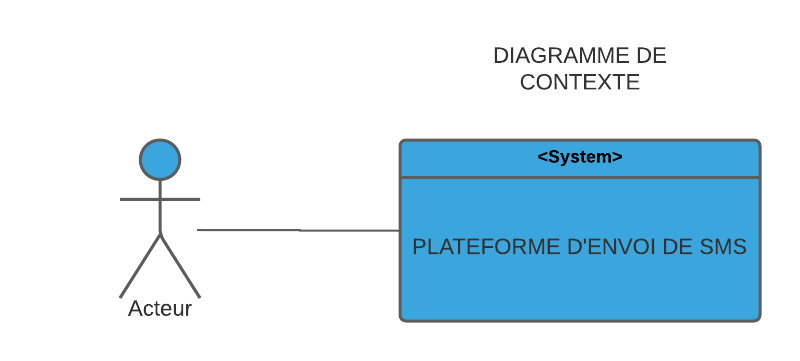 DIAGRAMME DE
CONTEXTE
<System>
PLATEFORME D'ENVOI DE SMS
Acteur